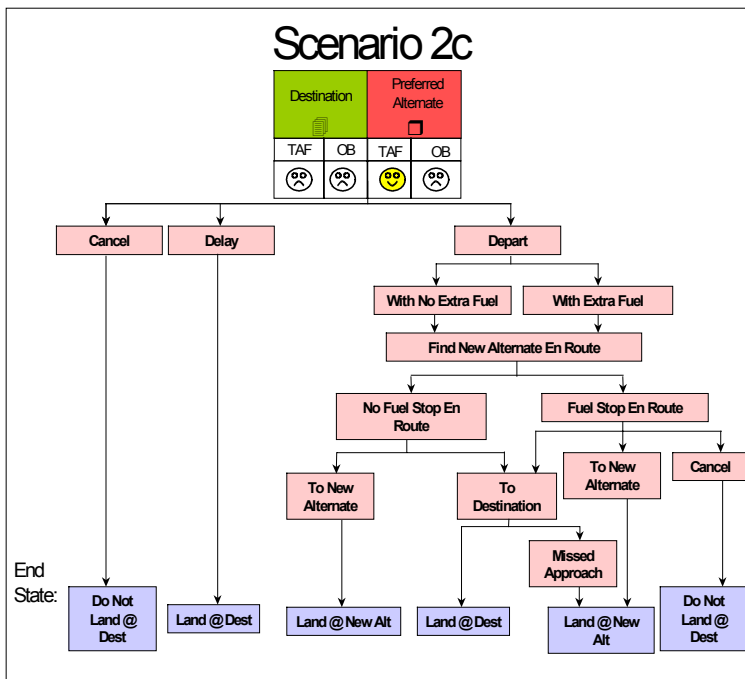 Scenario 2c
Destination
Preferred
Alternate
TAF
OB
TAF
OB
Cancel
Delay
Depart
With No Extra Fuel
With Extra Fuel
Find New Alternate En Route
No Fuel Stop En
Route
Fuel Stop En Route
To New
Alternate
To
Destination
To New
Alternate
Cancel
Missed
Approach
End
State:
Do Not
Land @
Dest
Land @ Dest
Land @ New Alt
Land @ Dest
Land @ New
Alt
Do Not
Land @
Dest